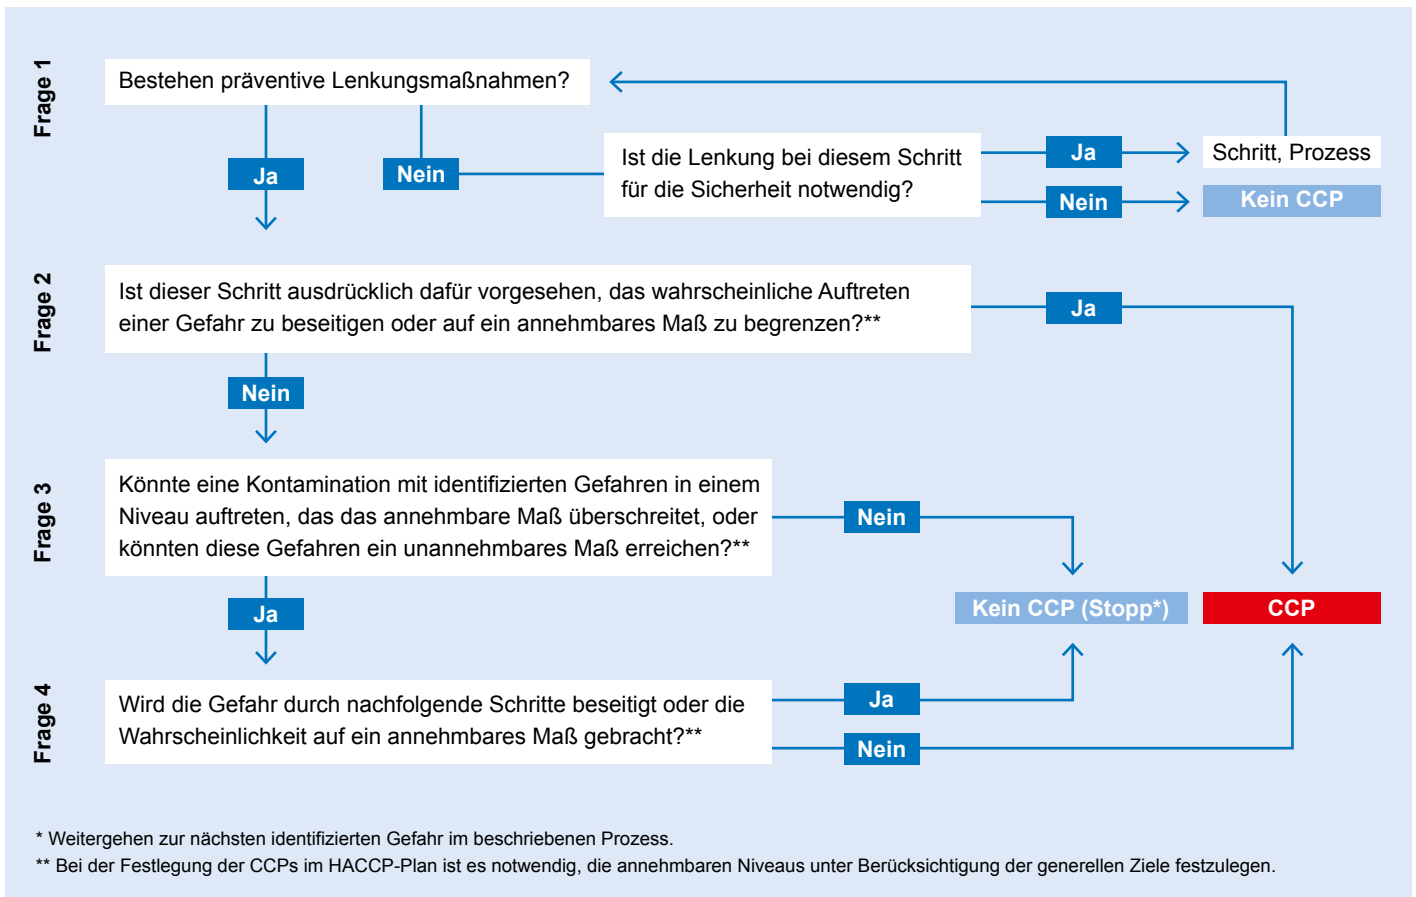 Frage 1
Bestehen präventive Lenkungsmaßnahmen?
Ja
Nein
Ist die Lenkung bei diesem Schritt
für die Sicherheit notwendig?
Ja
Schritt, Prozess
Nein
Kein CCP
Frage 2
Ist dieser Schritt ausdrücklich dafür vorgesehen, das wahrscheinliche Auftreten
einer Gefahr zu beseitigen oder auf ein annehmbares Maß zu begrenzen?**
Ja
Nein
Frage 3
Könnte eine Kontamination mit identifizierten Gefahren in einem
Niveau auftreten, das das annehmbare Maß überschreitet, oder
könnten diese Gefahren ein unannehmbares Maß erreichen?**
Nein
Ja
Kein CCP (Stopp*)
CCP
Frage 4
Wird die Gefahr durch nachfolgende Schritte beseitigt oder die
Wahrscheinlichkeit auf ein annehmbares Maß gebracht?**
Ja
Nein
* Weitergehen zur nächsten identifizierten Gefahr im beschriebenen Prozess.
** Bei der Festlegung der CCPs im HACCP-Plan ist es notwendig, die annehmbaren Niveaus unter Berücksichtigung der generellen Ziele festzulegen.